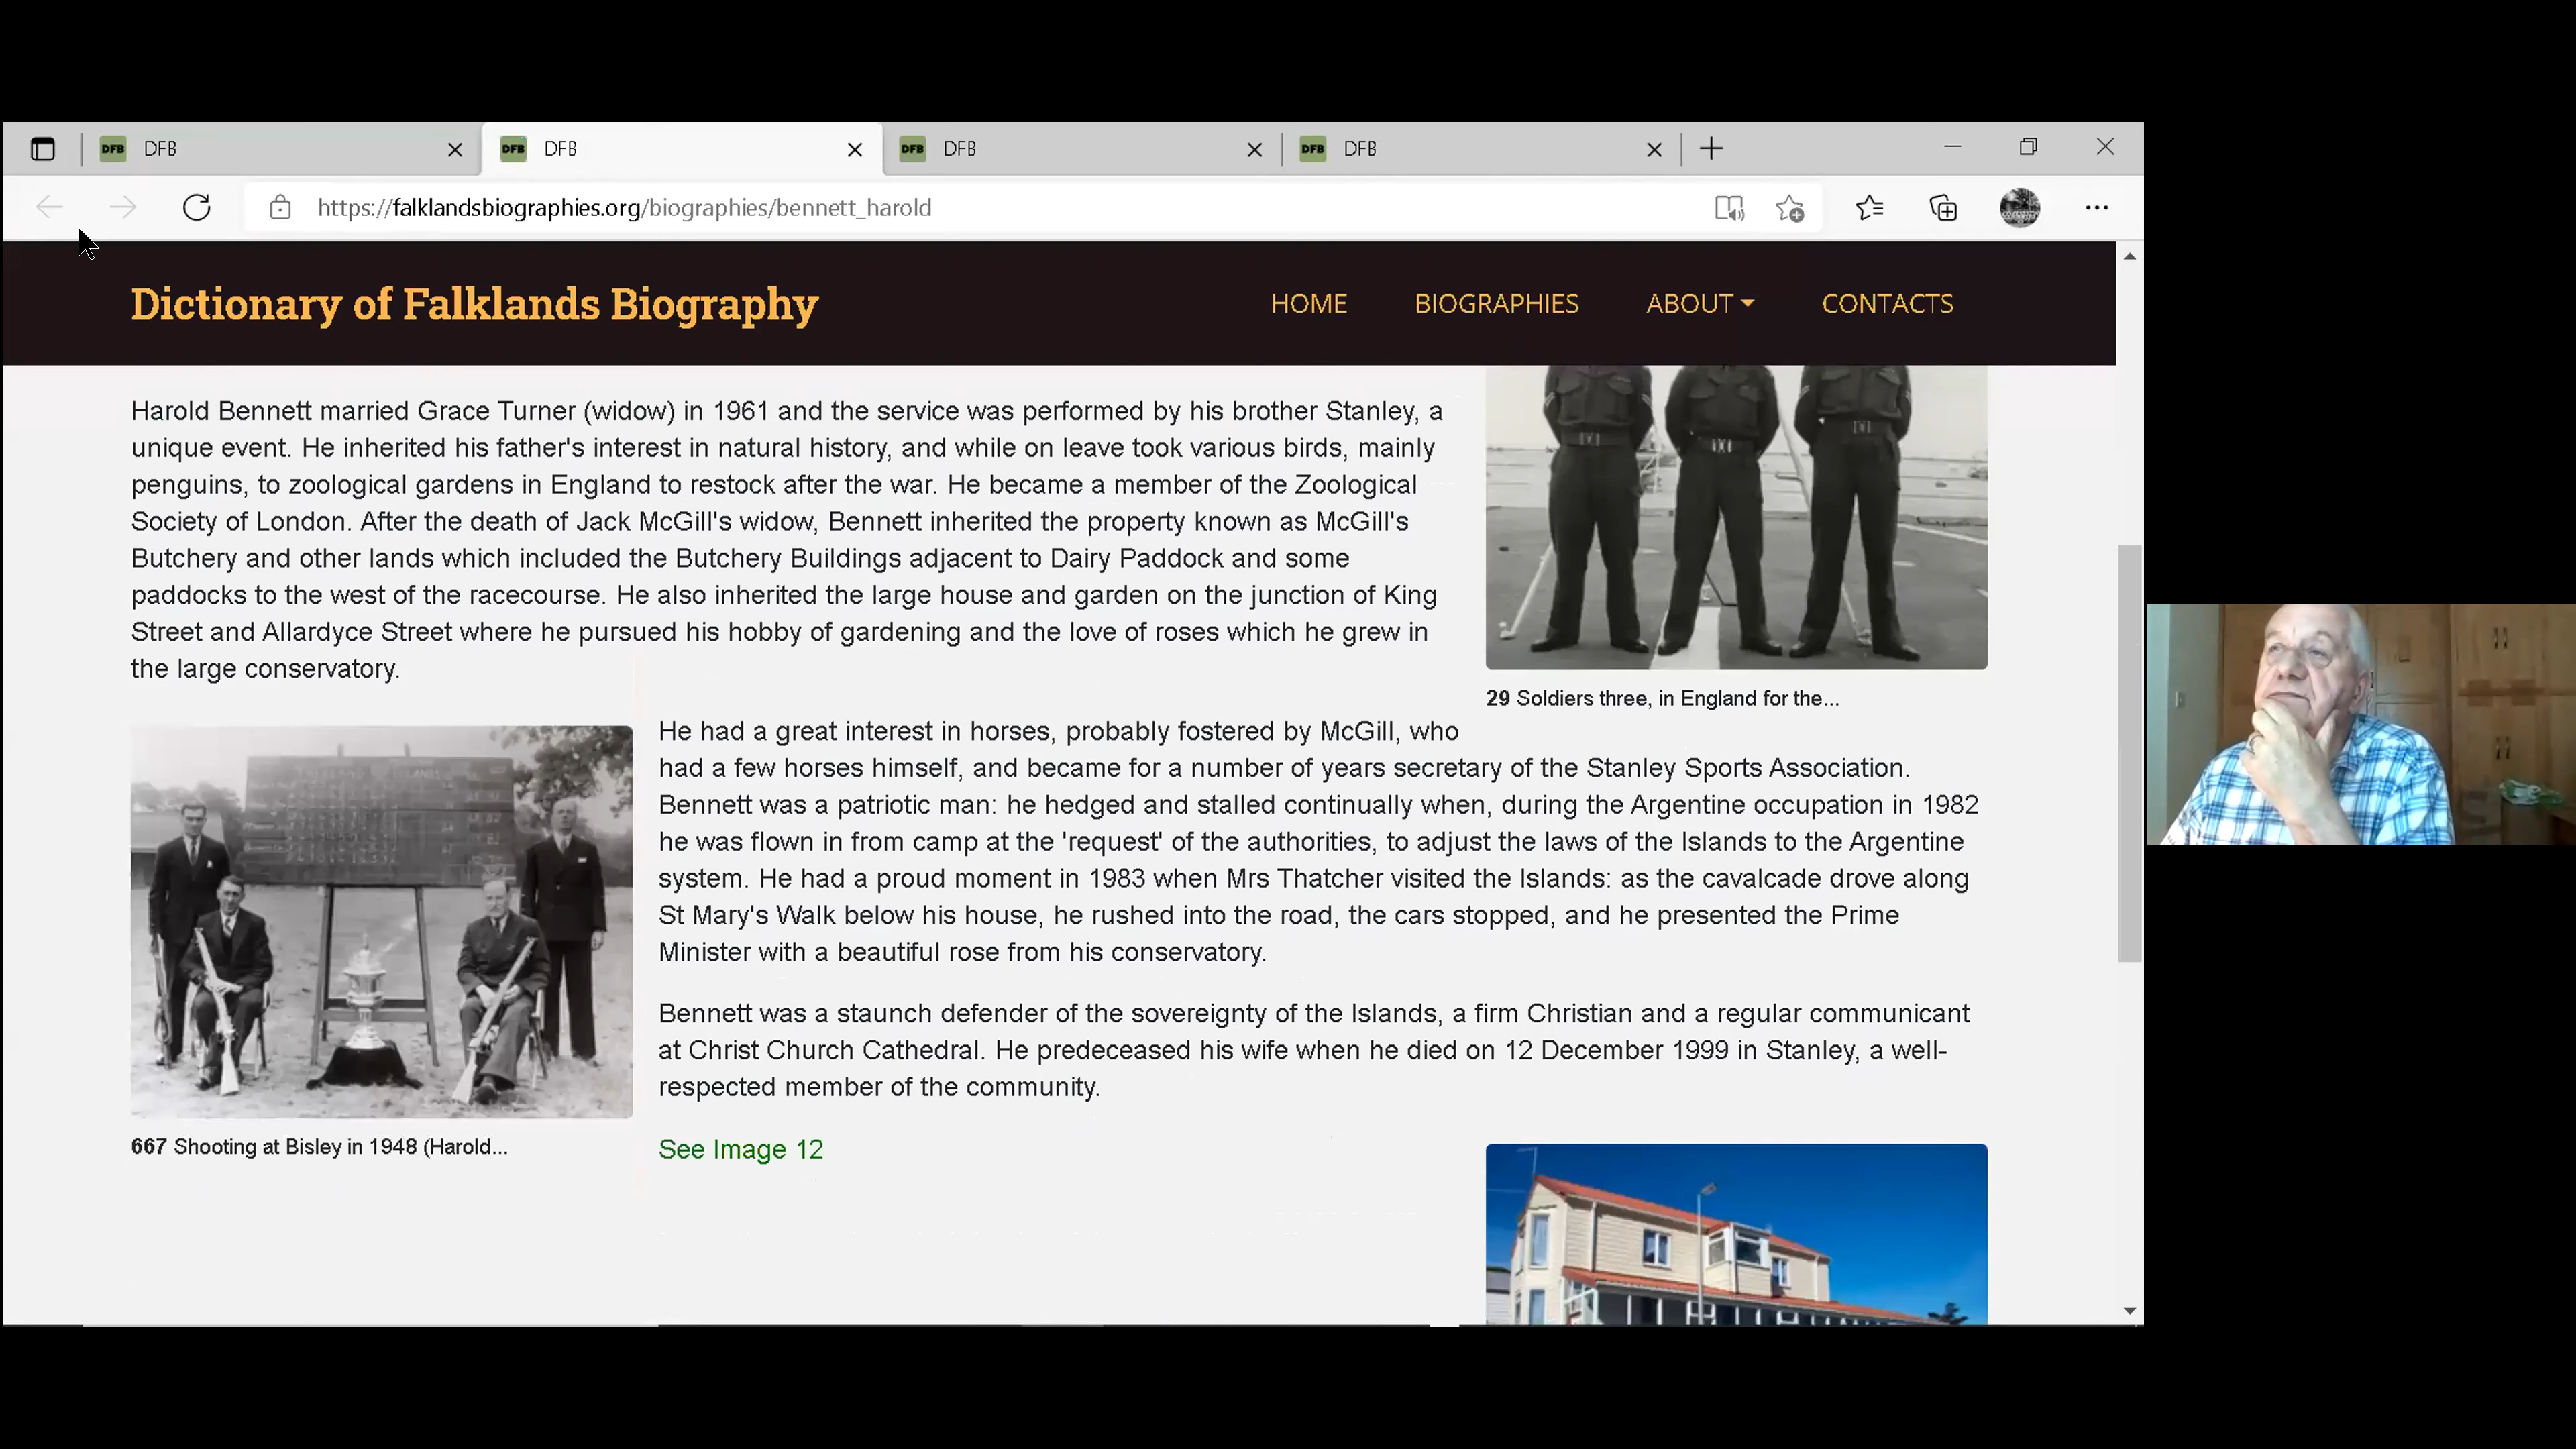 DFB DFB
DFB DFB
DFB DFB
DFB DFB
https://falklandsbiographies.org/biographies/bennett_harold
Dictionary of Falklands Biography
HOME
BIOGRAPHIES
ABOUT
CONTACTS
Harold Bennett married Grace Turner (widow) in 1961 and the service was performed by his brother Stanley, a
unique event. He inherited his father's interest in natural history, and while on leave took various birds, mainly
penguins, to zoological gardens in England to restock after the war. He became a member of the Zoological
Society of London. After the death of Jack McGill's widow, Bennett inherited the property known as McGill's
Butchery and other lands which included the Butchery Buildings adjacent to Dairy Paddock and some
paddocks to the west of the racecourse. He also inherited the large house and garden on the junction of King
Street and Allardyce Street where he pursued his hobby of gardening and the love of roses which he grew in
the large conservatory.
29 Soldiers three, in England for the...
He had a great interest in horses, probably fostered by McGill, who
had a few horses himself, and became for a number of years secretary of the Stanley Sports Association.
Bennett was a patriotic man: he hedged and stalled continually when, during the Argentine occupation in 1982
he was flown in from camp at the 'request' of the authorities, to adjust the laws of the Islands to the Argentine
system. He had a proud moment in 1983 when Mrs Thatcher visited the Islands: as the cavalcade drove along
St Mary's Walk below his house, he rushed into the road, the cars stopped, and he presented the Prime
Minister with a beautiful rose from his conservatory.
Bennett was a staunch defender of the sovereignty of the Islands, a firm Christian and a regular communicant
at Christ Church Cathedral. He predeceased his wife when he died on 12 December 1999 in Stanley, a well-
respected member of the community.
667 Shooting at Bisley in 1948 (Harold...
See Image 12